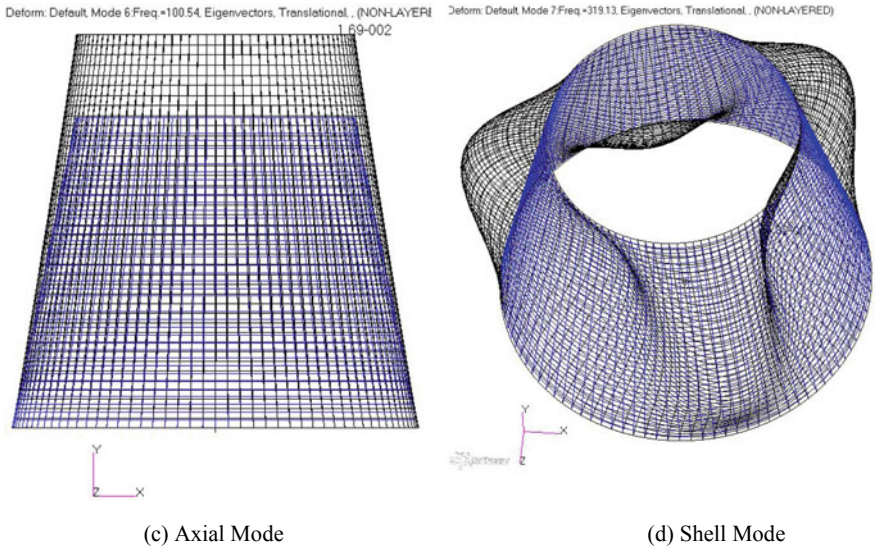 Deform: Default, Mode 6:Freq.=100.54, Eigenvectors, Translational, , (NON-LAYERE
1.69-002
Y
Z X
(c) Axial Mode
Deform: Default, Mode 7:Freq.=319.13, Eigenvectors, Translational, , (NON-LAYERED)
Y
X
Z
(d) Shell Mode